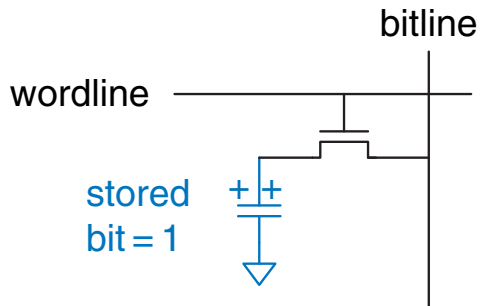 bitline
wordline
stored + +
bit = 1